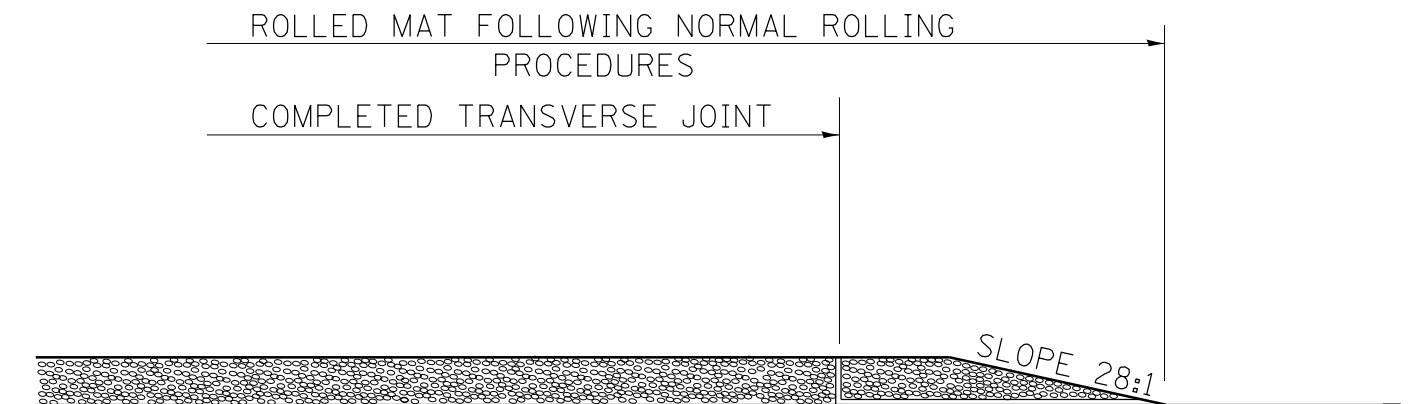 ROLLED MAT FOLLOWING NORMAL ROLLING
PROCEDURES
COMPLETED TRANSVERSE JOINT
SLOPE 28:1